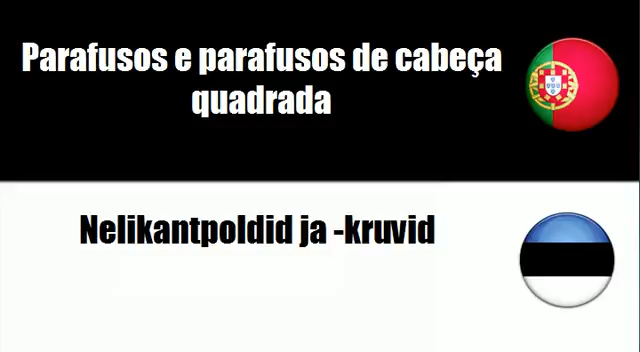 Parafusos e parafusos de cabeça
quadrada
Nelikantpoldid ja -kruvid